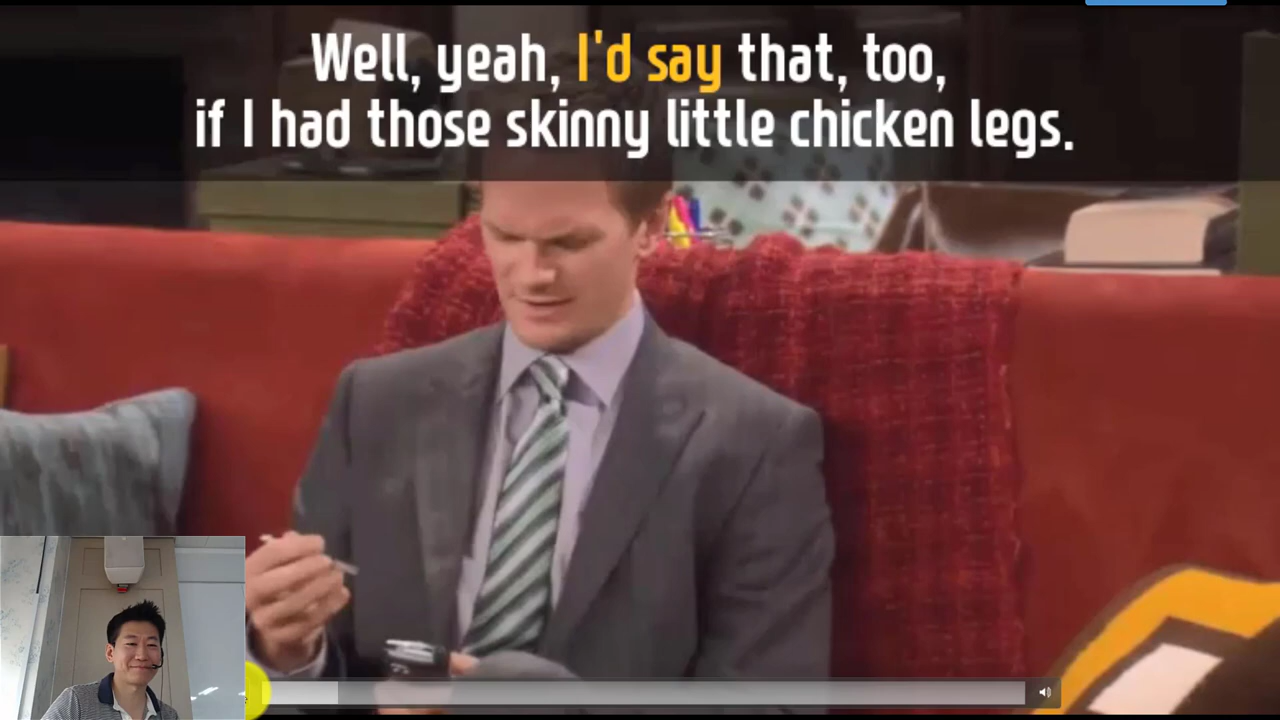 Well, yeah, I'd say that, too,
if I had those skinny little chicken legs.